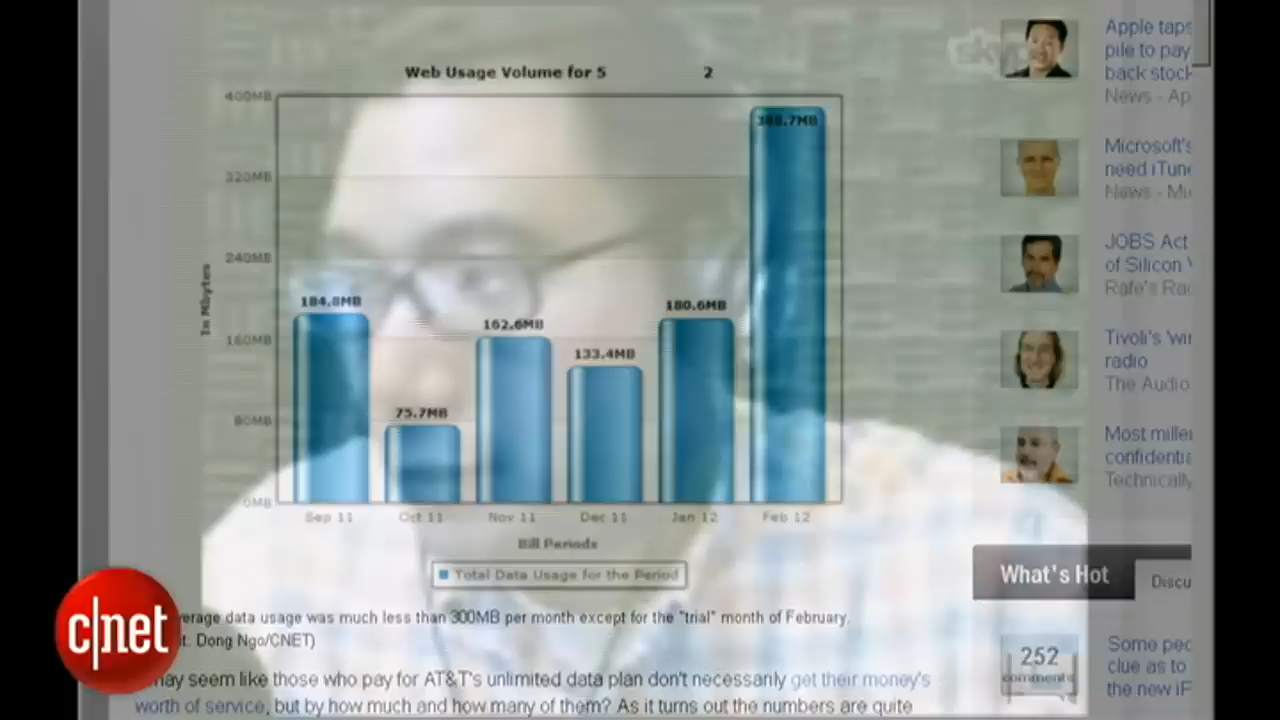 Apple taps
pile to pay
back stock
News - Ap
Web Usage Volume for 5 2
400MB
388.7MB
320MB
240MB
184.8MB
180.6MB
162.6MB
160MB
133.4MB
80MB
75.7MB
0MB
In Mbytes
Sep 11 Oct 11 Nov 11 Dec 11 Jan 12 Feb 12
Bill Periods
Total Data Usage for the Period
Microsoft's
need iTun
News - Mu
JOBS Act
of Silicon
Rafe's Ra
Tivoli's 'wi
radio
The Audio
Most mille
confidentia
Technically
What's Hot Discu
c|net
verage data usage was much less than 300MB per month except for the "trial" month of February.
it: Dong Ngo/CNET)
may seem like those who pay for AT&T's unlimited data plan don't necessarily get their money's
worth of service, but by how much and how many of them? As it turns out the numbers are quite
252
comments
Some peo
clue as to
the new iF